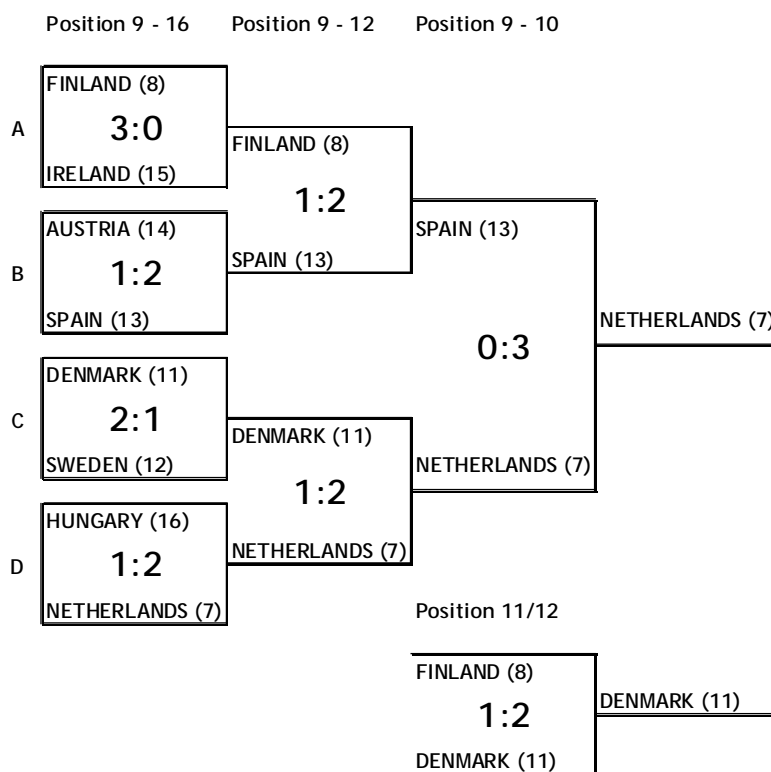 Position 9 - 16 Position 9 - 12 Position 9 - 10
A
FINLAND (8)
3:0
IRELAND (15)
B
AUSTRIA (14)
1:2
SPAIN (13)
C
DENMARK (11)
2:1
SWEDEN (12)
D
HUNGARY (16)
1:2
NETHERLANDS (7)
FINLAND (8)
1:2
SPAIN (13)
DENMARK (11)
1:2
NETHERLANDS (7)
SPAIN (13)
0:3
NETHERLANDS (7)
NETHERLANDS (7)
Position 11/12
FINLAND (8)
1:2
DENMARK (11)
DENMARK (11)